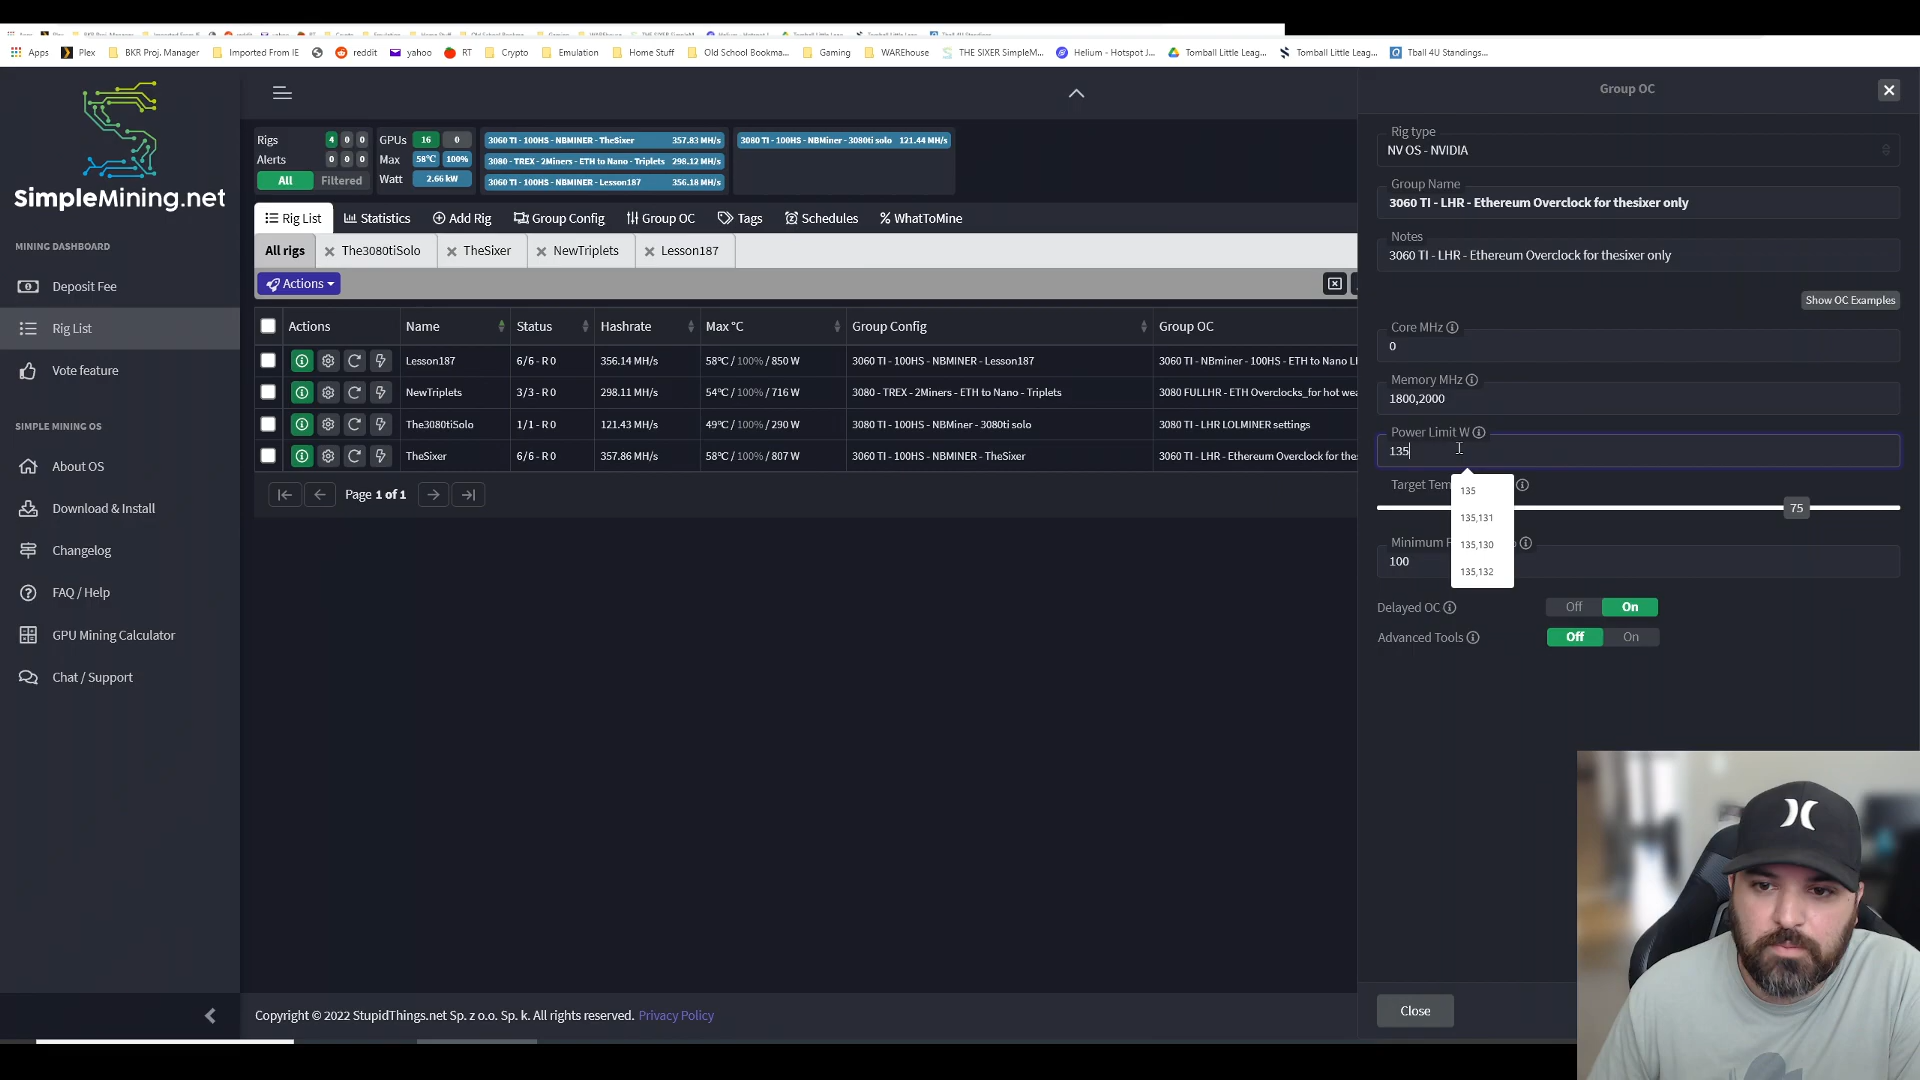 Apps
Plex
BKR Proj. Manager
Imported From IE
reddit
yahoo
RT
Crypto
Emulation
Home Stuff
Old School Bookma...
Gaming
WAREhouse
THE SIXER SimpleM...
Helium - Hotspot J...
Tomball Little Leag...
Tomball Little Leag...
Tball 4U Standings...
SimpleMining.net
MINING DASHBOARD
Deposit Fee
Rig List
Vote feature
SIMPLE MINING OS
About OS
Download & Install
Changelog
FAQ / Help
GPU Mining Calculator
Chat / Support
Rigs 4 0 0
Alerts 0 0 0
All Filtered
GPUs 16 0
Max 58°C 100%
Watt 2.66 kW
3060 TI - 100HS - NBMINER - TheSixer 357.83 MH/s
3080 - TREX - 2Miners - ETH to Nano - Triplets 298.12 MH/s
3060 TI - 100HS - NBMINER - Lesson187 356.18 MH/s
3080 TI - 100HS - NBMiner - 3080ti solo 121.44 MH/s
Rig List Statistics Add Rig Group Config Group OC Tags Schedules % WhatToMine
All rigs The3080tiSolo TheSixer NewTriplets Lesson187
Actions
Actions Name Status Hashrate Max °C Group Config Group OC
Lesson187 6/6 - R 0 356.14 MH/s 58°C / 100% / 850 W 3060 TI - 100HS - NBMINER - Lesson187 3060 TI - NBminer - 100HS - ETH to Nano LH
NewTriplets 3/3 - R 0 298.11 MH/s 54°C / 100% / 716 W 3080 - TREX - 2Miners - ETH to Nano - Triplets 3080 FULLHR - ETH Overclocks_for hot wea
The3080tiSolo 1/1 - R 0 121.43 MH/s 49°C / 100% / 290 W 3080 TI - 100HS - NBMiner - 3080ti solo 3080 TI - LHR LOLMINER settings
TheSixer 6/6 - R 0 357.86 MH/s 58°C / 100% / 807 W 3060 TI - 100HS - NBMINER - TheSixer 3060 TI - LHR - Ethereum Overclock for the
Page 1 of 1
Group OC
Rig type
NV OS - NVIDIA
Group Name
3060 TI - LHR - Ethereum Overclock for thesixer only
Notes
3060 TI - LHR - Ethereum Overclock for thesixer only
Show OC Examples
Core MHz
0
Memory MHz
1800,2000
Power Limit W
135
135
135,131
135,130
135,132
Target Tem
75
Minimum
100
Delayed OC Off On
Advanced Tools Off On
Close
Copyright © 2022 StupidThings.net Sp. z o.o. Sp. k. All rights reserved. Privacy Policy